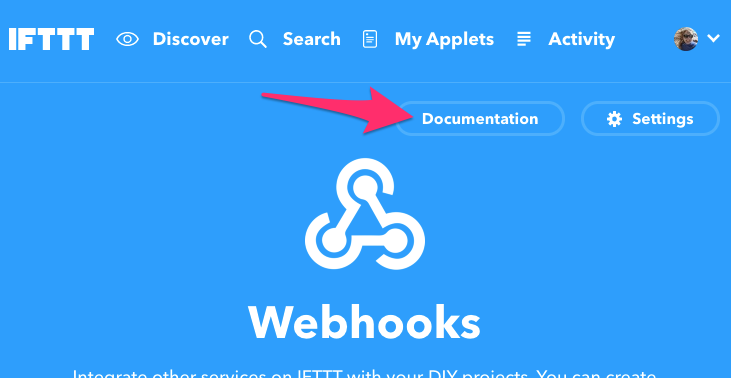 IFTTT Discover Search My Applets Activity
Documentation Settings
Webhooks
Integrate other services on IFTTT with your DIY projects. You can create